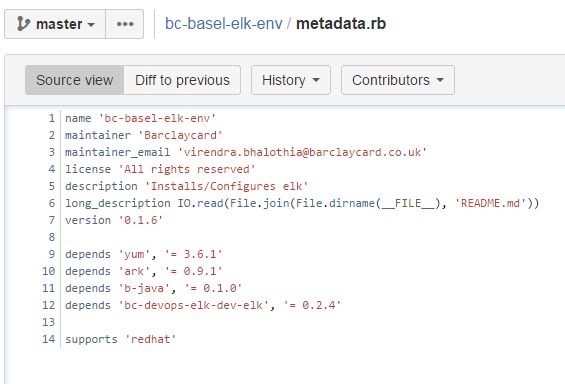 master
bc-basel-elk-env / metadata.rb
Source view Diff to previous History Contributors
1 name 'bc-basel-elk-env'
2 maintainer 'Barclaycard'
3 maintainer_email 'virendra.bhalothia@barclaycard.co.uk'
4 license 'All rights reserved'
5 description 'Installs/Configures elk'
6 long_description IO.read(File.join(File.dirname(__FILE__), 'README.md'))
7 version '0.1.6'
8
9 depends 'yum', '= 3.6.1'
10 depends 'ark', '= 0.9.1'
11 depends 'b-java', '= 0.1.0'
12 depends 'bc-devops-elk-dev-elk', '= 0.2.4'
13
14 supports 'redhat'